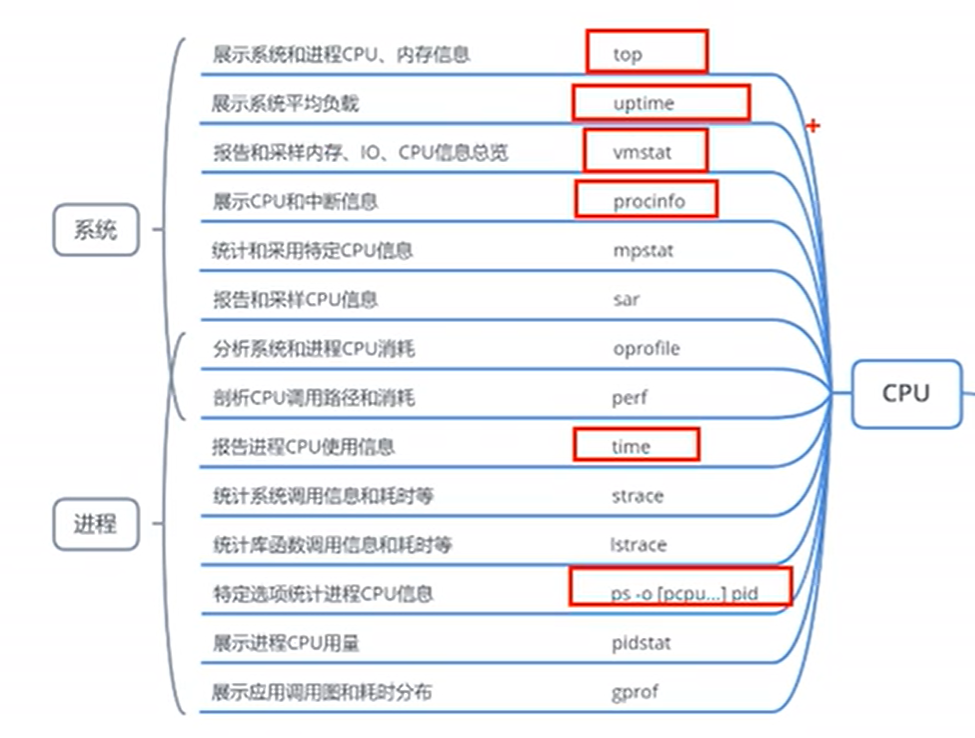 展示系统和进程CPU、内存信息 top
展示系统平均负载 uptime
报告和采样内存、IO、CPU信息总览 vmstat
展示CPU和中断信息 procinfo
系统
统计和采用特定CPU信息 mpstat
报告和采样CPU信息 sar
分析系统和进程CPU消耗 oprofile
剖析CPU调用路径和消耗 perf
CPU
报告进程CPU使用信息 time
统计系统调用信息和耗时等 strace
进程
统计库函数调用信息和耗时等 lstrace
特定选项统计进程CPU信息 ps -o [pcpu...] pid
展示进程CPU用量 pidstat
展示应用调用图和耗时分布 gprof